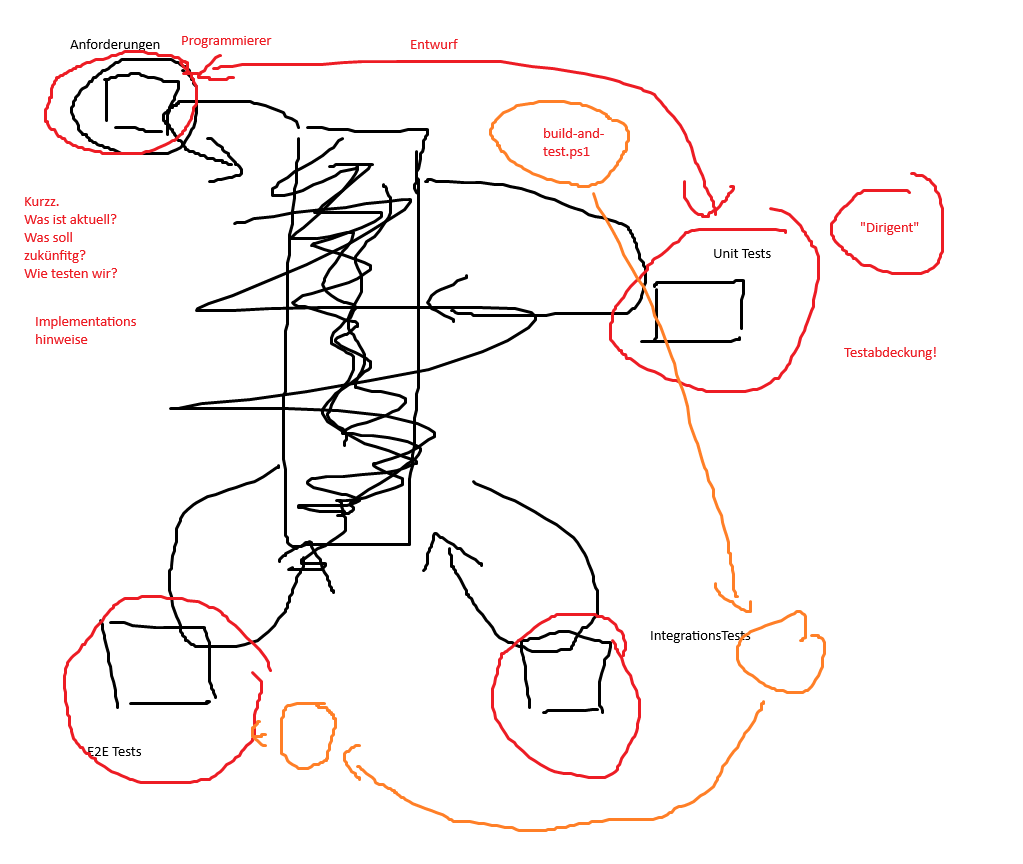 Anforderungen
Programmierer
Entwurf
build-and-
test.ps1
Kurzz.
Was ist aktuell?
Was soll
zukünfitg?
Wie testen wir?
"Dirigent"
Unit Tests
Implementations
hinweise
Testabdeckung!
IntegrationsTests
E2E Tests